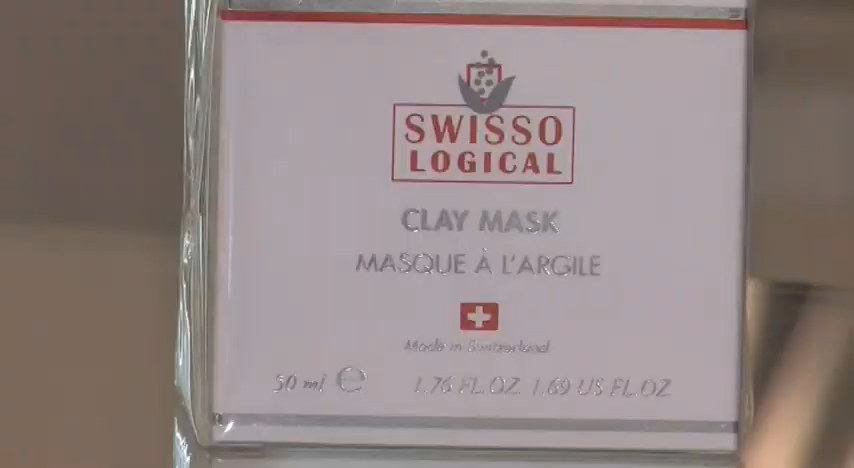 SWISSO
LOGICAL
CLAY MASK
MASQUE À L'ARGILE
Made in Switzerland
50 ml ℮ 1.76 FL.OZ. 1.69 US FL.OZ